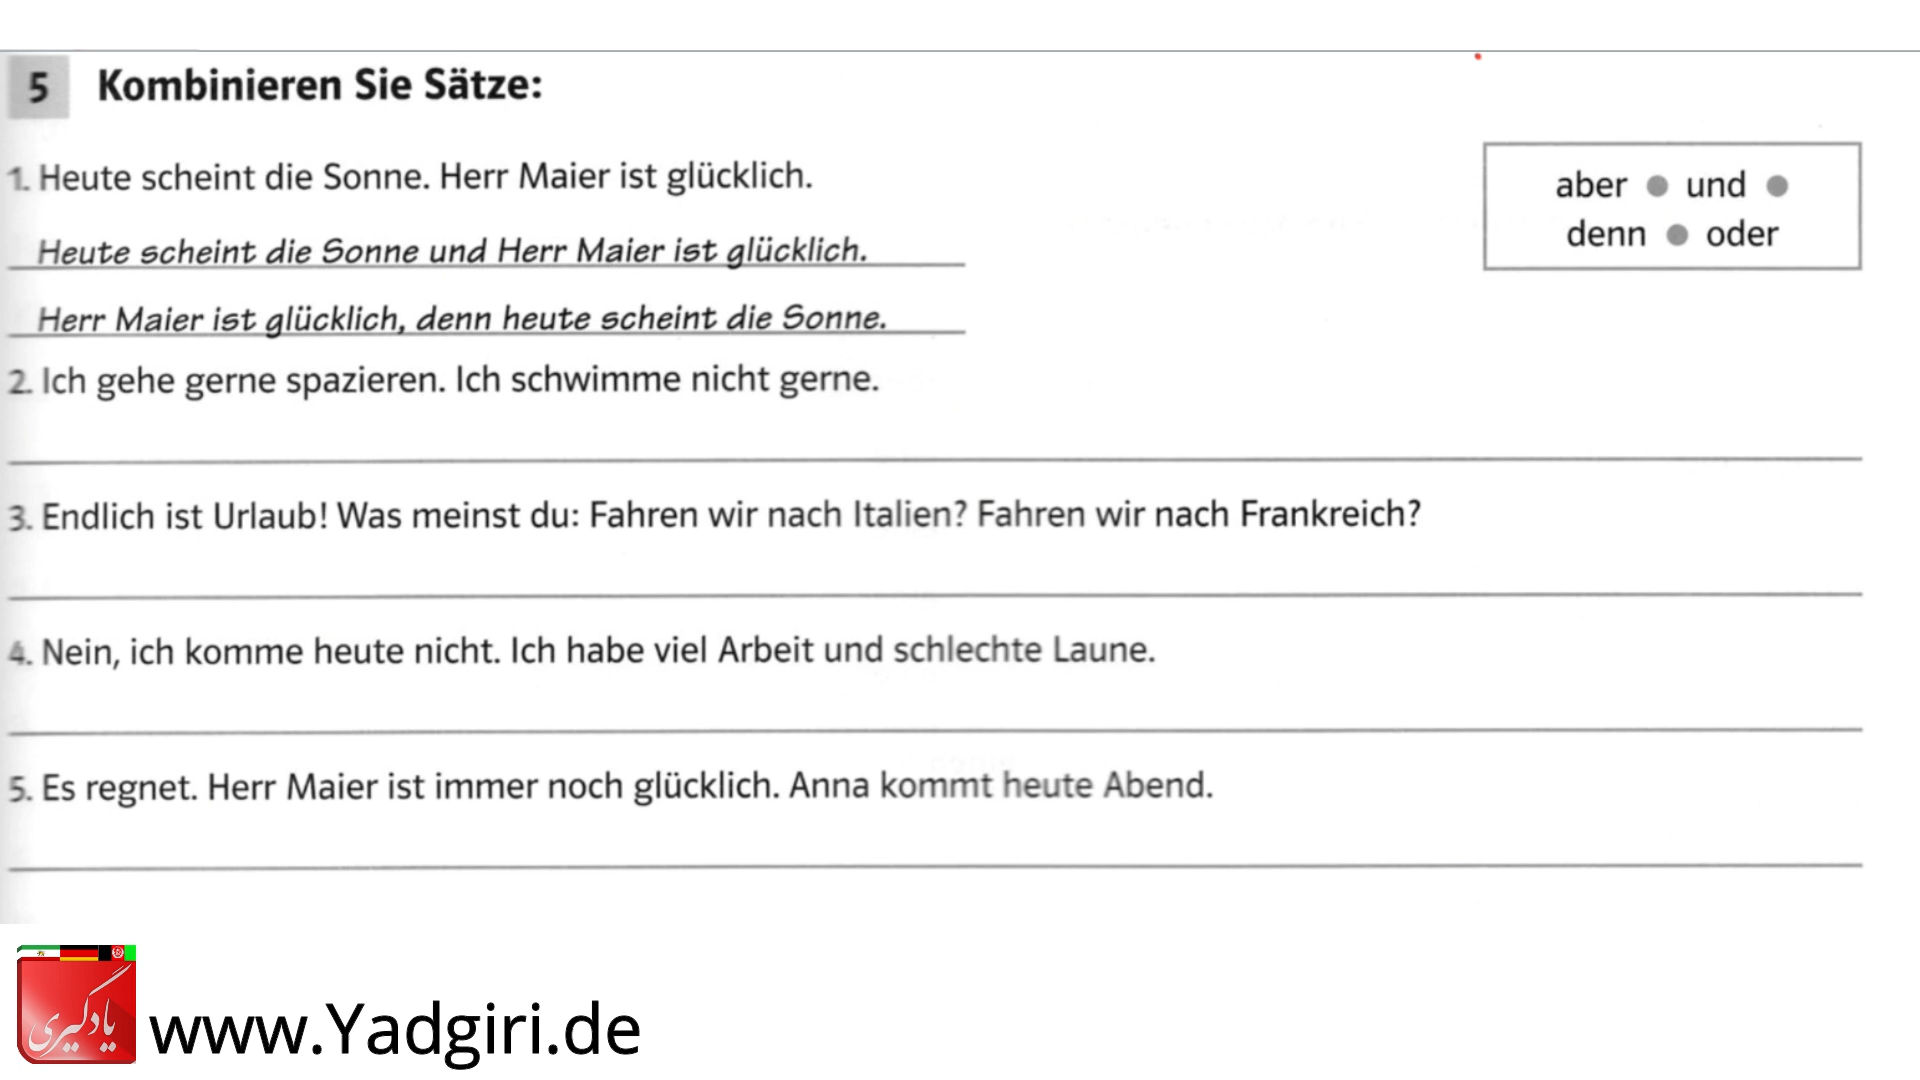 5 Kombinieren Sie Sätze:
1. Heute scheint die Sonne. Herr Maier ist glücklich.
aber ● und ●
denn ● oder
Heute scheint die Sonne und Herr Maier ist glücklich.
Herr Maier ist glücklich, denn heute scheint die Sonne.
2. Ich gehe gerne spazieren. Ich schwimme nicht gerne.
3. Endlich ist Urlaub! Was meinst du: Fahren wir nach Italien? Fahren wir nach Frankreich?
4. Nein, ich komme heute nicht. Ich habe viel Arbeit und schlechte Laune.
5. Es regnet. Herr Maier ist immer noch glücklich. Anna kommt heute Abend.
یادگیری
www.Yadgiri.de